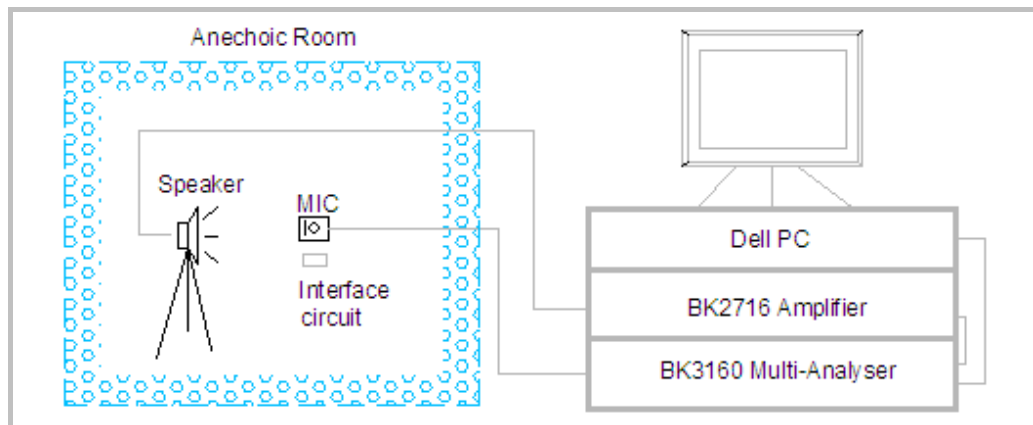 Anechoic Room
Speaker
MIC
Interface
circuit
Dell PC
BK2716 Amplifier
BK3160 Multi-Analyser